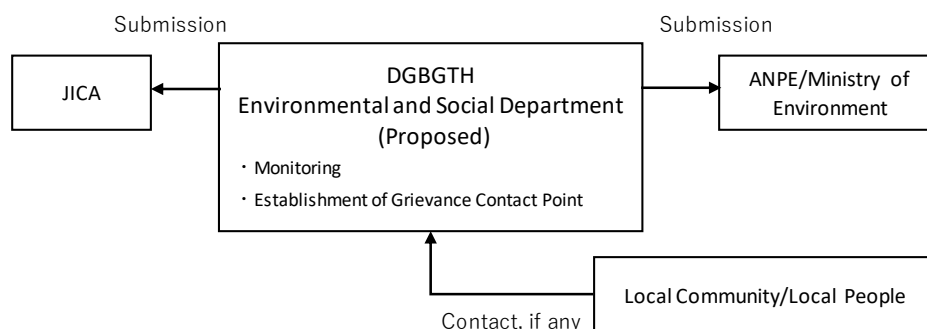 Submission
Submission
JICA
DGBGTH
Environmental and Social Department
(Proposed)
・ Monitoring
・ Establishment of Grievance Contact Point
ANPE/Ministry of
Environment
Local Community/Local People
Contact, if any